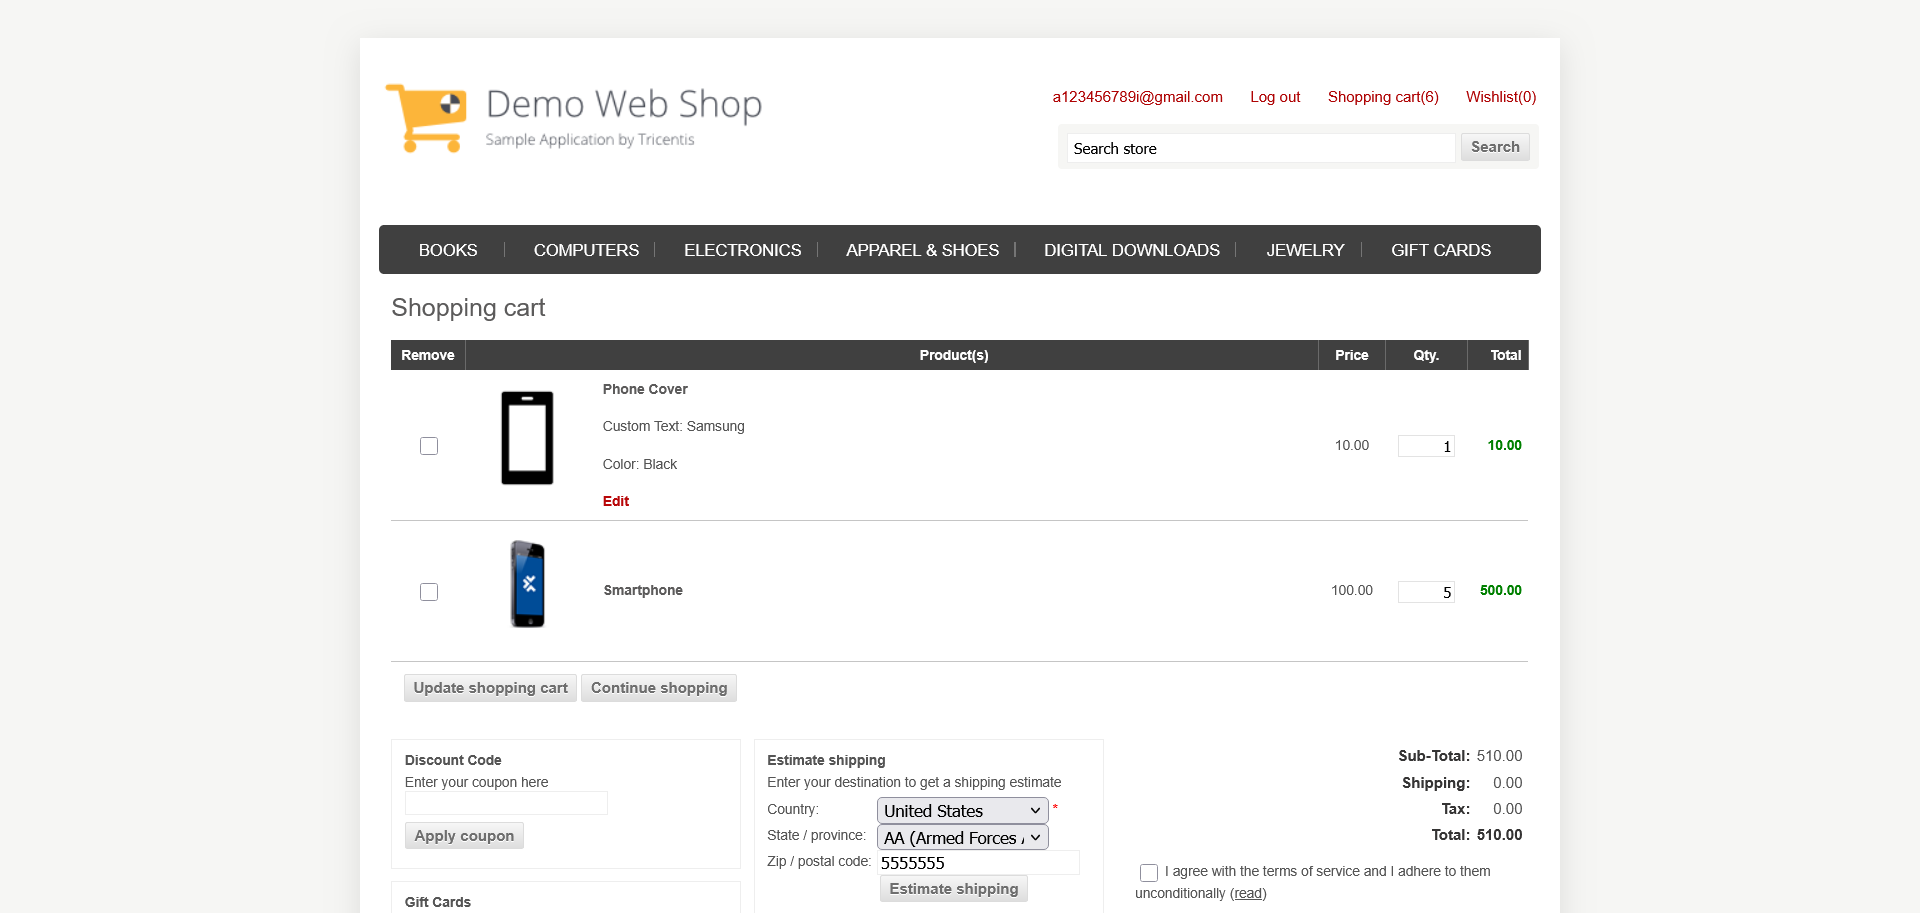 Demo Web Shop
Sample Application by Tricentis
a123456789i@gmail.com Log out Shopping cart(6) Wishlist(0)
Search store Search
BOOKS COMPUTERS ELECTRONICS APPAREL & SHOES DIGITAL DOWNLOADS JEWELRY GIFT CARDS
Shopping cart
Remove Product(s) Price Qty. Total
Phone Cover
Custom Text: Samsung
Color: Black
Edit
10.00 1 10.00
Smartphone 100.00 5 500.00
Update shopping cart Continue shopping
Discount Code
Enter your coupon here
Apply coupon
Gift Cards
Estimate shipping
Enter your destination to get a shipping estimate
Country: United States *
State / province: AA (Armed Forces
Zip / postal code: 5555555
Estimate shipping
Sub-Total: 510.00
Shipping: 0.00
Tax: 0.00
Total: 510.00
I agree with the terms of service and I adhere to them
unconditionally (read)